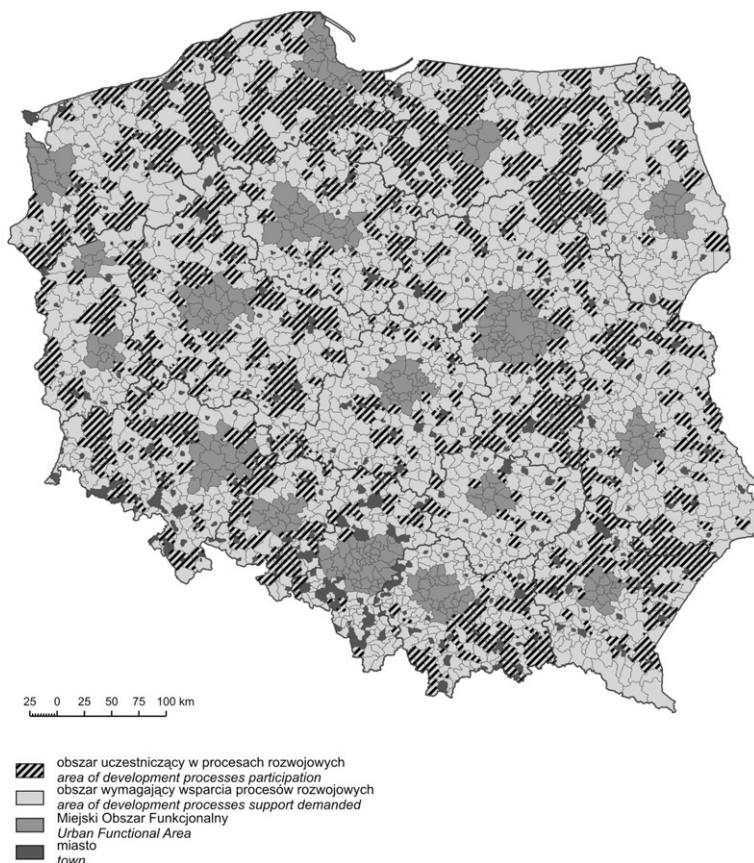 25 0 25 50 75 100 km
obszar uczestniczący w procesach rozwojowych
area of development processes participation
obszar wymagający wsparcia procesów rozwojowych
area of development processes support demanded
Miejski Obszar Funkcjonalny
Urban Functional Area
miasto
town